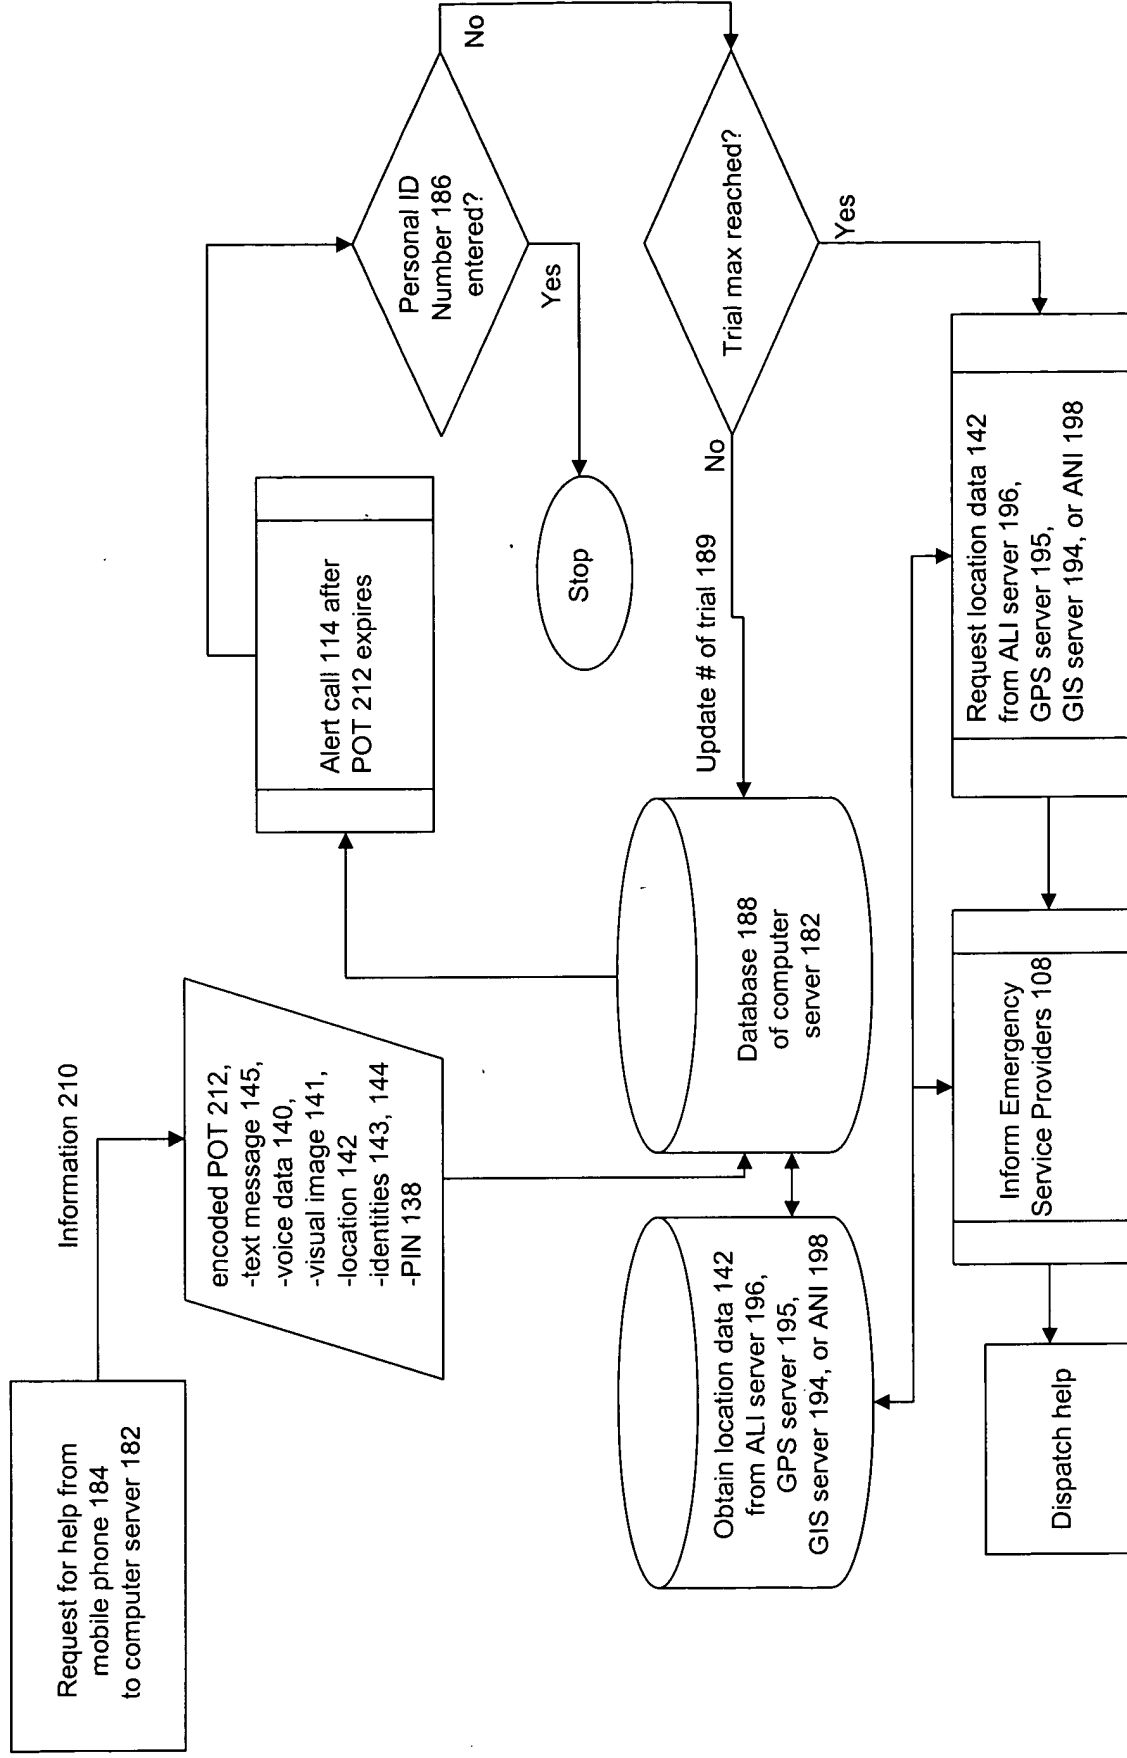 Request for help from
mobile phone 184
to computer server 182
Information 210
encoded POT 212,
-text message 145,
-voice data 140,
-visual image 141,
-location 142
-identities 143, 144
-PIN 138
Alert call 114 after
POT 212 expires
Personal ID
Number 186
entered?
No
Yes
Stop
Obtain location data 142
from ALI server 196,
GPS server 195,
GIS server 194, or ANI 198
Database 188
of computer
server 182
Update # of trial 189
No
Trial max reached?
Yes
Dispatch help
Inform Emergency
Service Providers 108
Request location data 142
from ALI server 196,
GPS server 195,
GIS server 194, or ANI 198